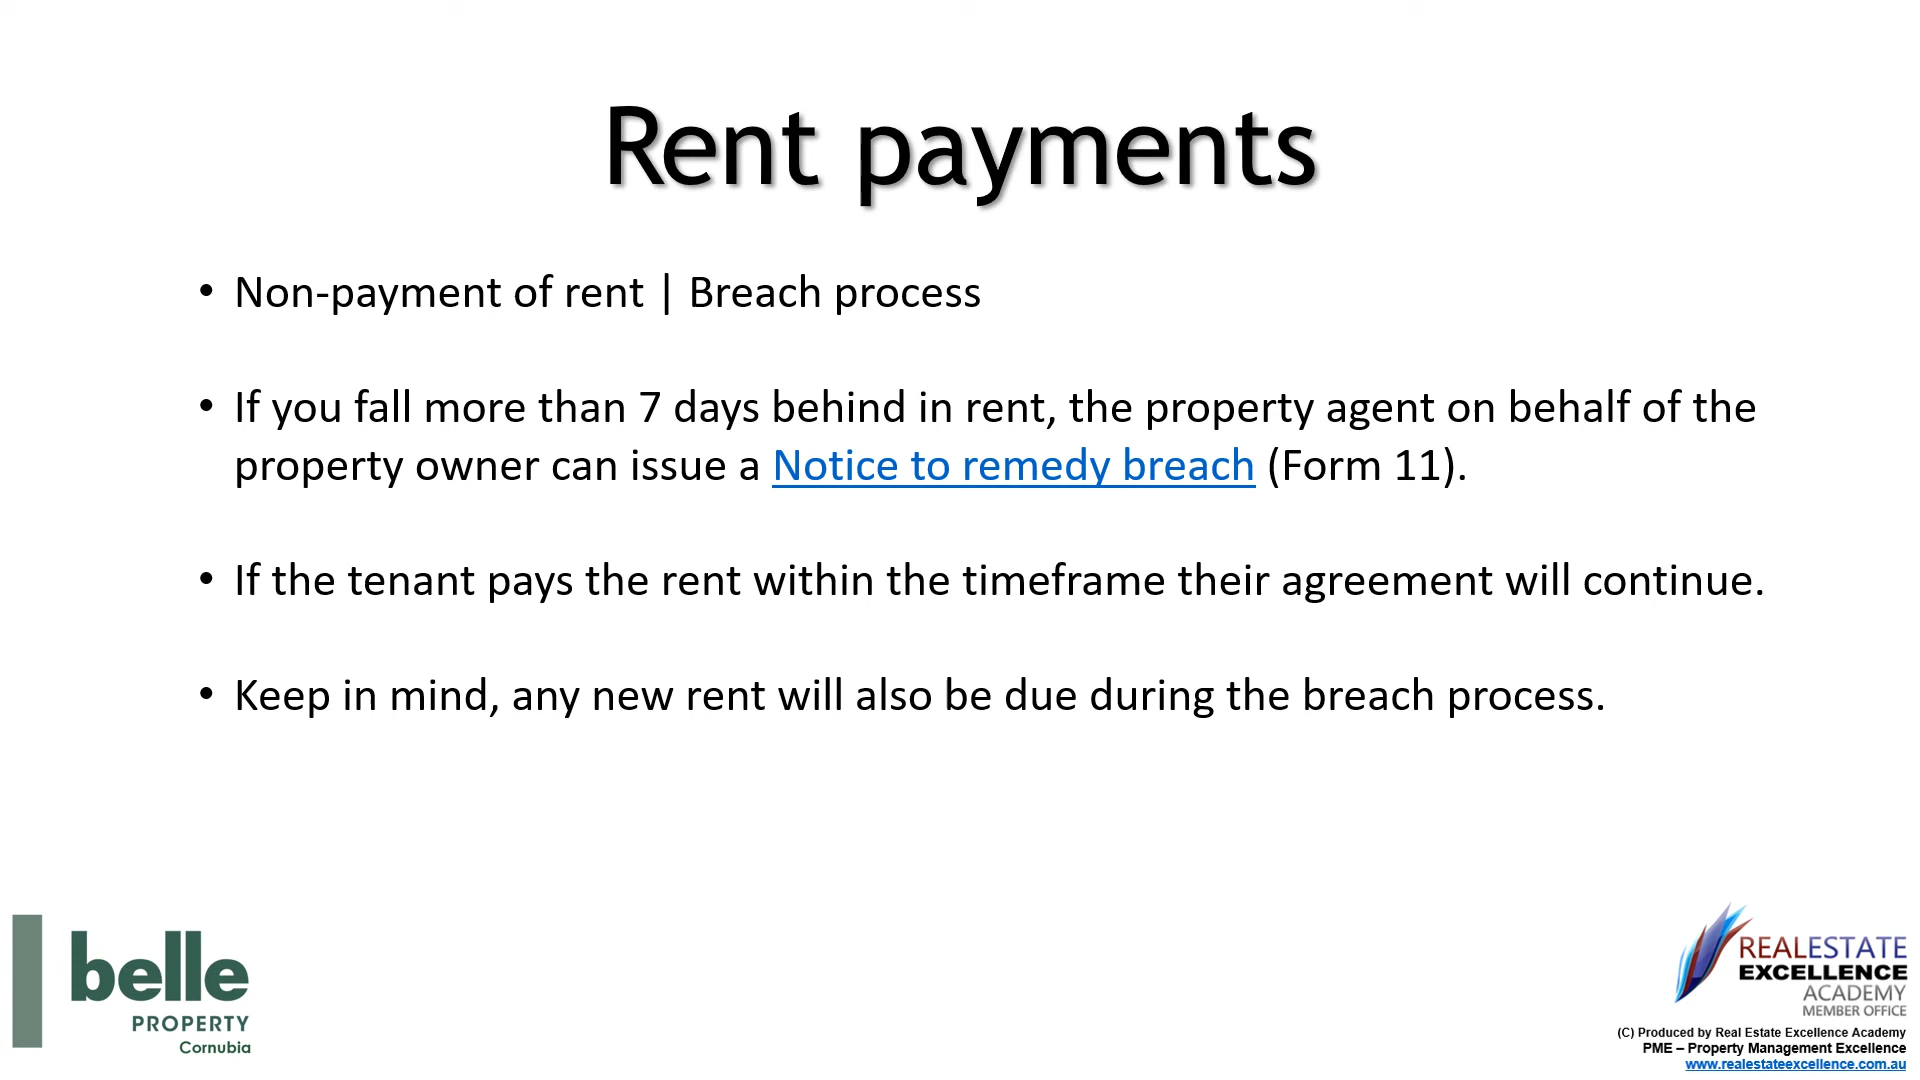 Rent payments
• Non-payment of rent | Breach process
• If you fall more than 7 days behind in rent, the property agent on behalf of the
property owner can issue a Notice to remedy breach (Form 11).
• If the tenant pays the rent within the timeframe their agreement will continue.
• Keep in mind, any new rent will also be due during the breach process.
belle
PROPERTY
Cornubia
REALESTATE
EXCELLENCE
ACADEMY
MEMBER OFFICE
(C) Produced by Real Estate Excellence Academy
PME – Property Management Excellence
www.realestateexcellence.com.au